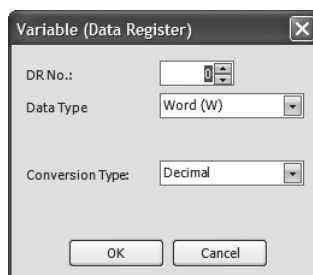 Variable (Data Register)
DR No.: 0
Data Type Word (W)
Conversion Type: Decimal
OK Cancel